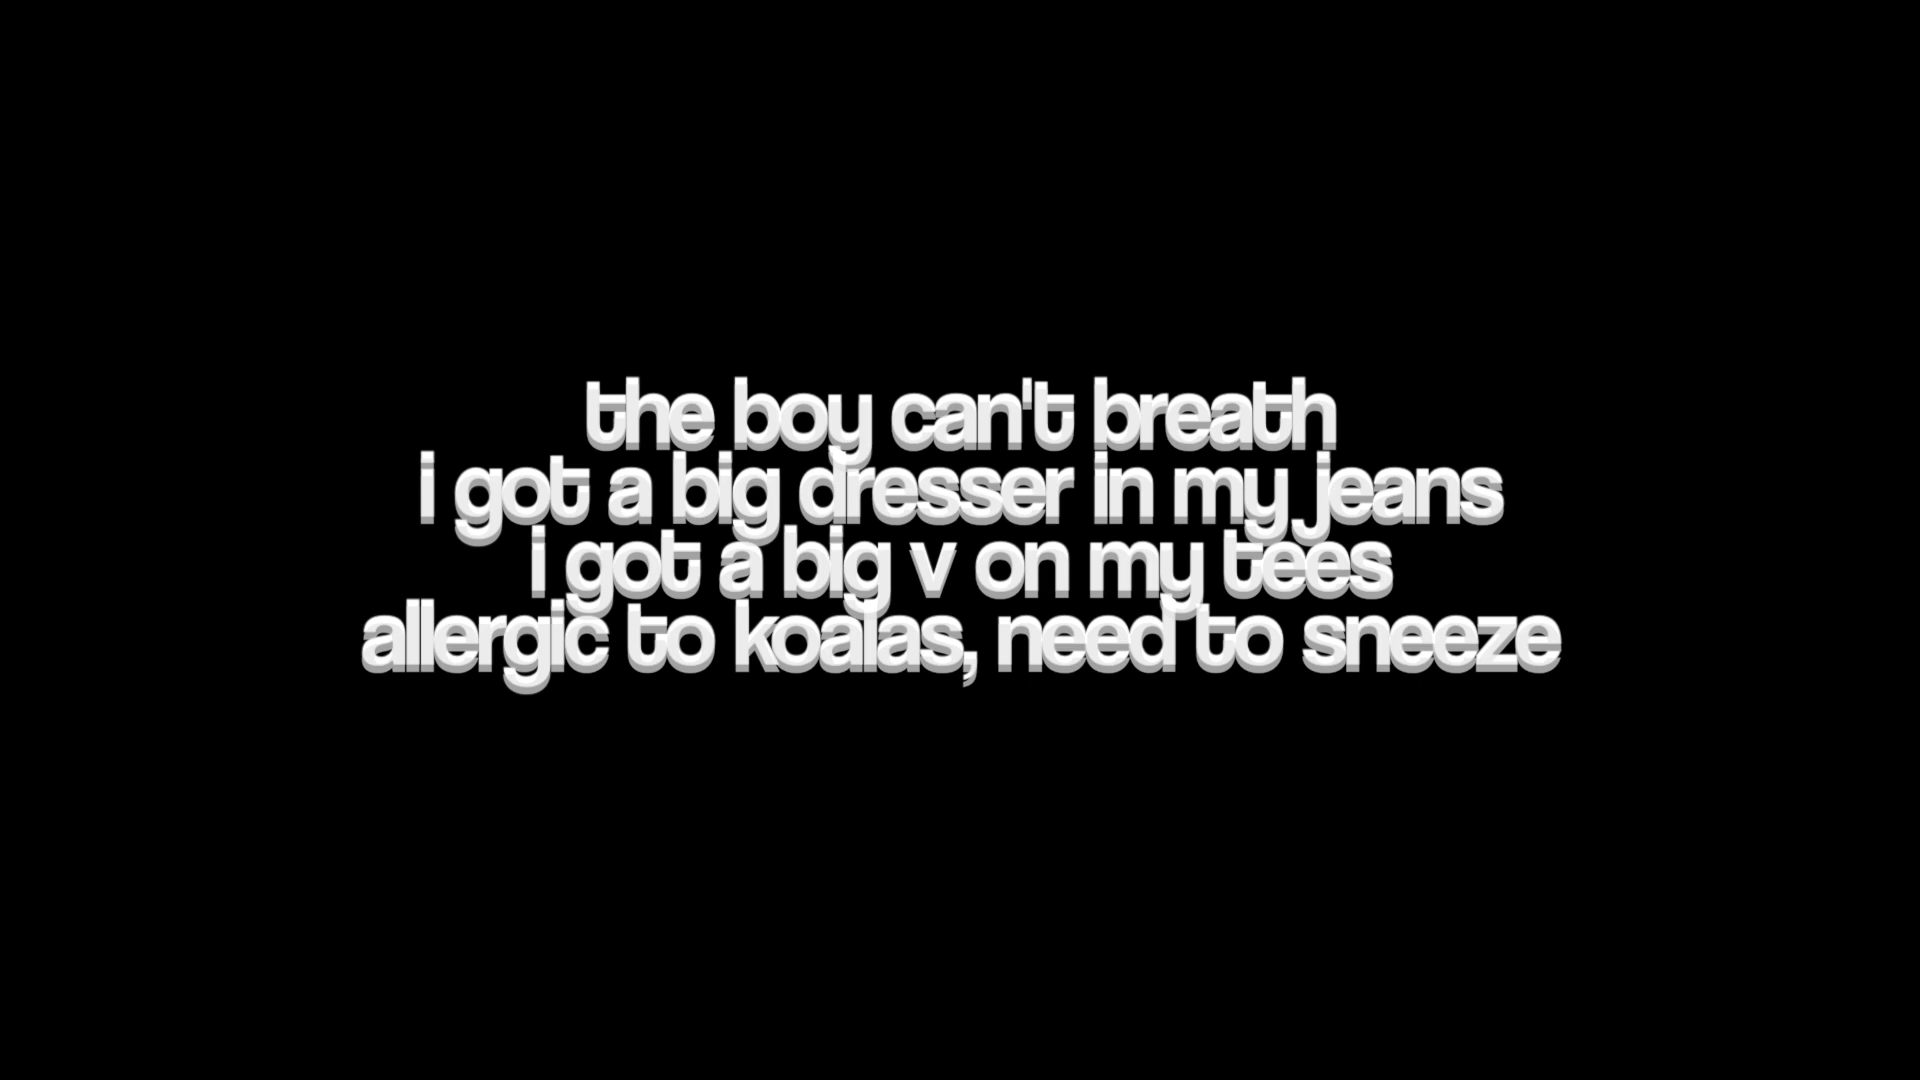 the boy can't breath
i got a big dresser in my jeans
i got a big v on my tees
allergic to koalas, need to sneeze